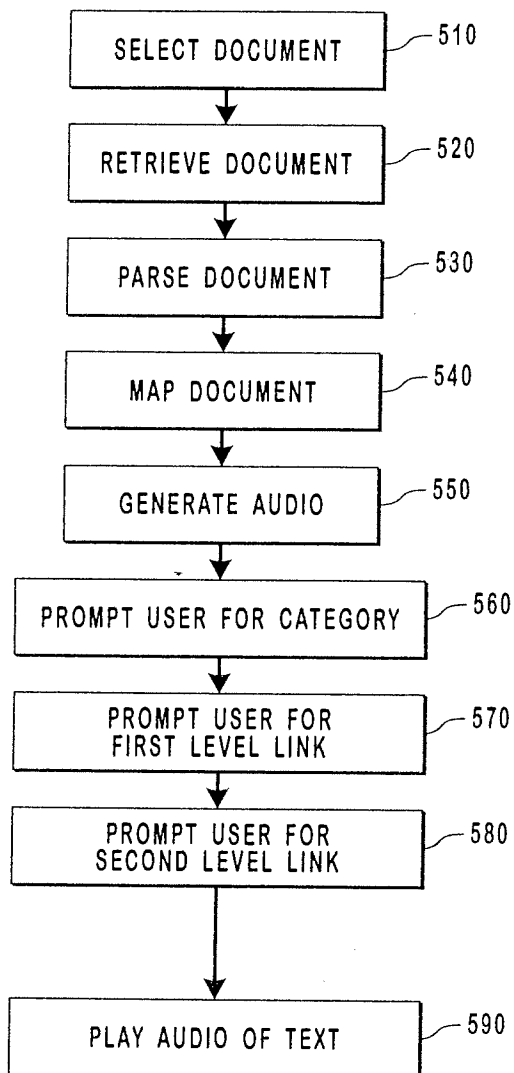 SELECT DOCUMENT
510
RETRIEVE DOCUMENT
520
PARSE DOCUMENT
530
MAP DOCUMENT
540
GENERATE AUDIO
550
PROMPT USER FOR CATEGORY
560
PROMPT USER FOR
FIRST LEVEL LINK
570
PROMPT USER FOR
SECOND LEVEL LINK
580
PLAY AUDIO OF TEXT
590